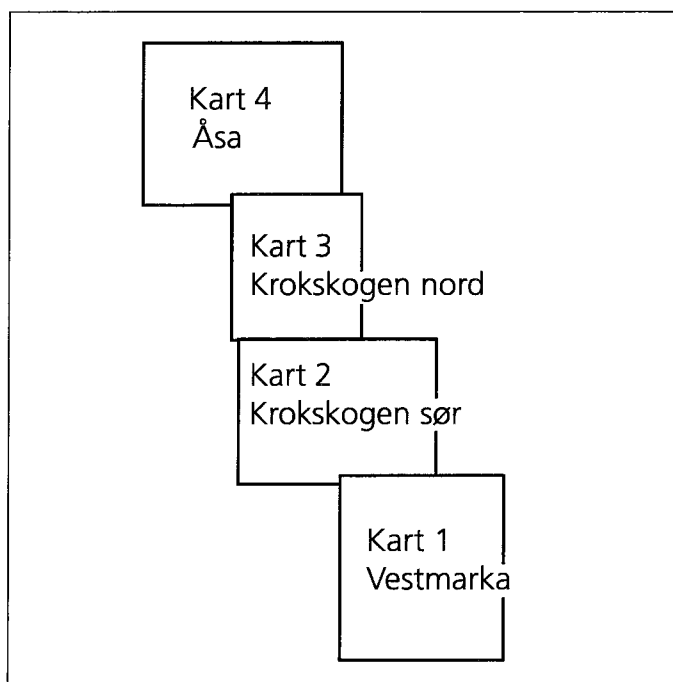 Kart 4
Åsa
Kart 3
Krokskogen nord
Kart 2
Krokskogen sør
Kart 1
Vestmarka